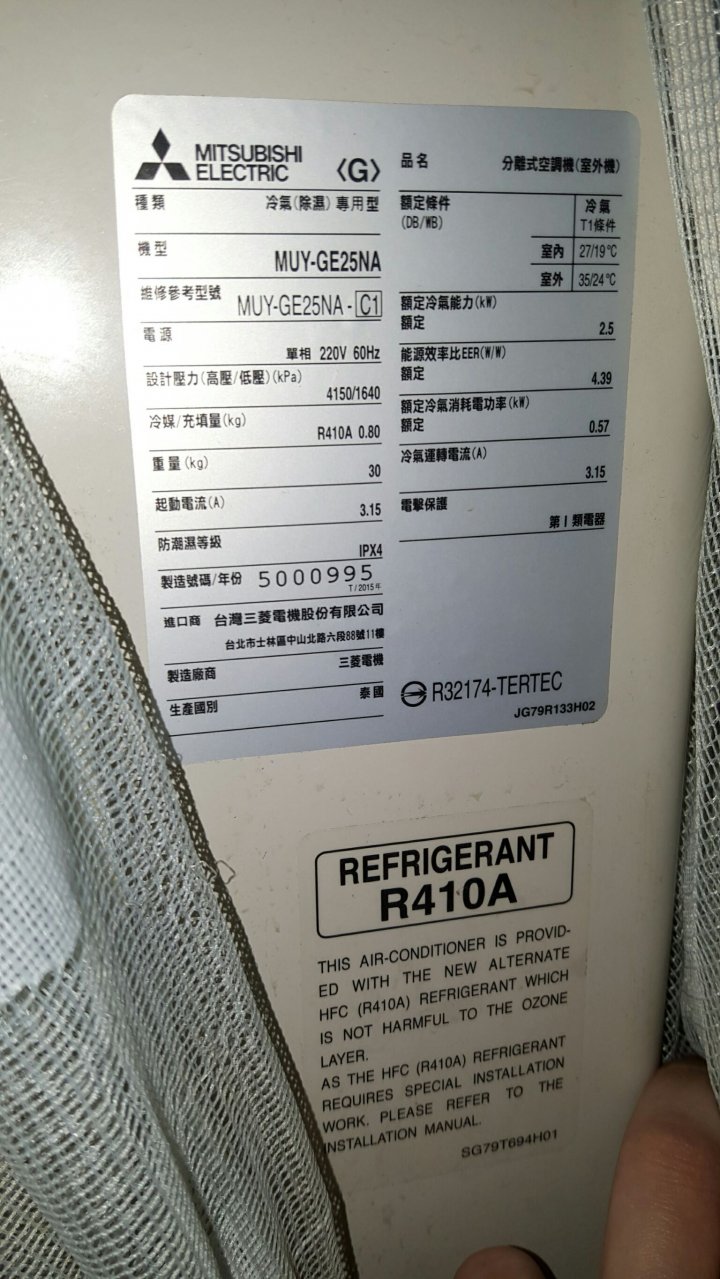 MITSUBISHI
ELECTRIC
〈G〉
種類 冷氣(除濕)專用型
機型
MUY-GE25NA
維修參考型號
MUY-GE25NA-C1
電源
單相 220V 60Hz
設計壓力(高壓/低壓)(kPa)
4150/1640
冷媒/充填量(kg)
R410A 0.80
重量(kg)
30
起動電流(A)
3.15
防潮濕等級
IPX4
製造號碼/年份 5000995
T/2015年
進口商 台灣三菱電機股份有限公司
台北市士林區中山北路六段88號11樓
製造廠商 三菱電機
生產國別 泰國
品名 分離式空調機(室外機)
額定條件 冷氣
(DB/WB) T1條件
室內 27/19℃
室外 35/24℃
額定冷氣能力(kW)
額定 2.5
能源效率比EER(W/W)
額定 4.39
額定冷氣消耗電功率(kW)
額定 0.57
冷氣運轉電流(A)
3.15
電擊保護
第I類電器
R32174-TERTEC
JG79R133H02
REFRIGERANT
R410A
THIS AIR-CONDITIONER IS PROVID-
ED WITH THE NEW ALTERNATE
HFC (R410A) REFRIGERANT WHICH
IS NOT HARMFUL TO THE OZONE
LAYER.
AS THE HFC (R410A) REFRIGERANT
REQUIRES SPECIAL INSTALLATION
WORK. PLEASE REFER TO THE
INSTALLATION MANUAL.
SG79T694H01